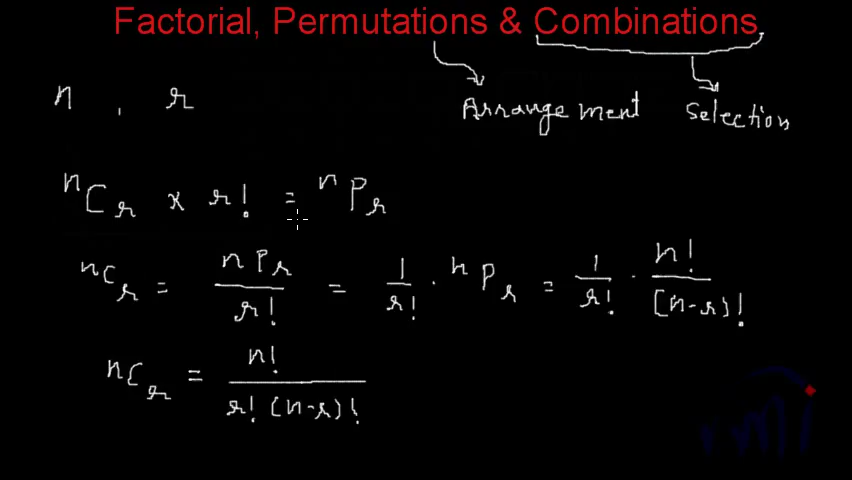 Factorial, Permutations & Combinations
n , r
Arrangement Selection
ⁿCᵣ × r! = ⁿPᵣ
ⁿCᵣ = ⁿPᵣ / r! = 1/r! · ⁿPᵣ = 1/r! · n!/(n-r)!
ⁿCᵣ = n! / r! (n-r)!